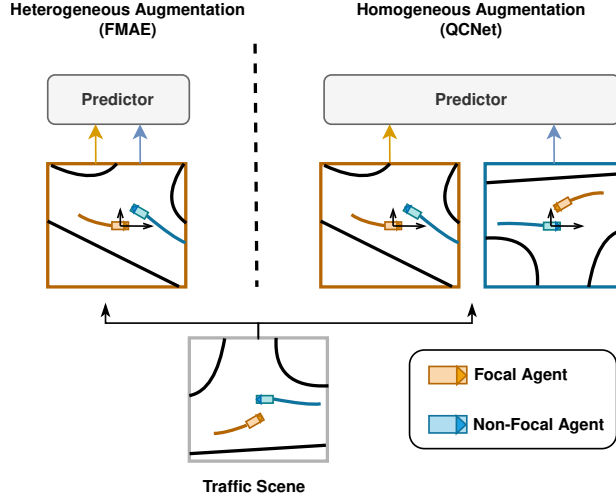 Heterogeneous Augmentation
(FMAE)
Homogeneous Augmentation
(QCNet)
Predictor
Predictor
Focal Agent
Non-Focal Agent
Traffic Scene